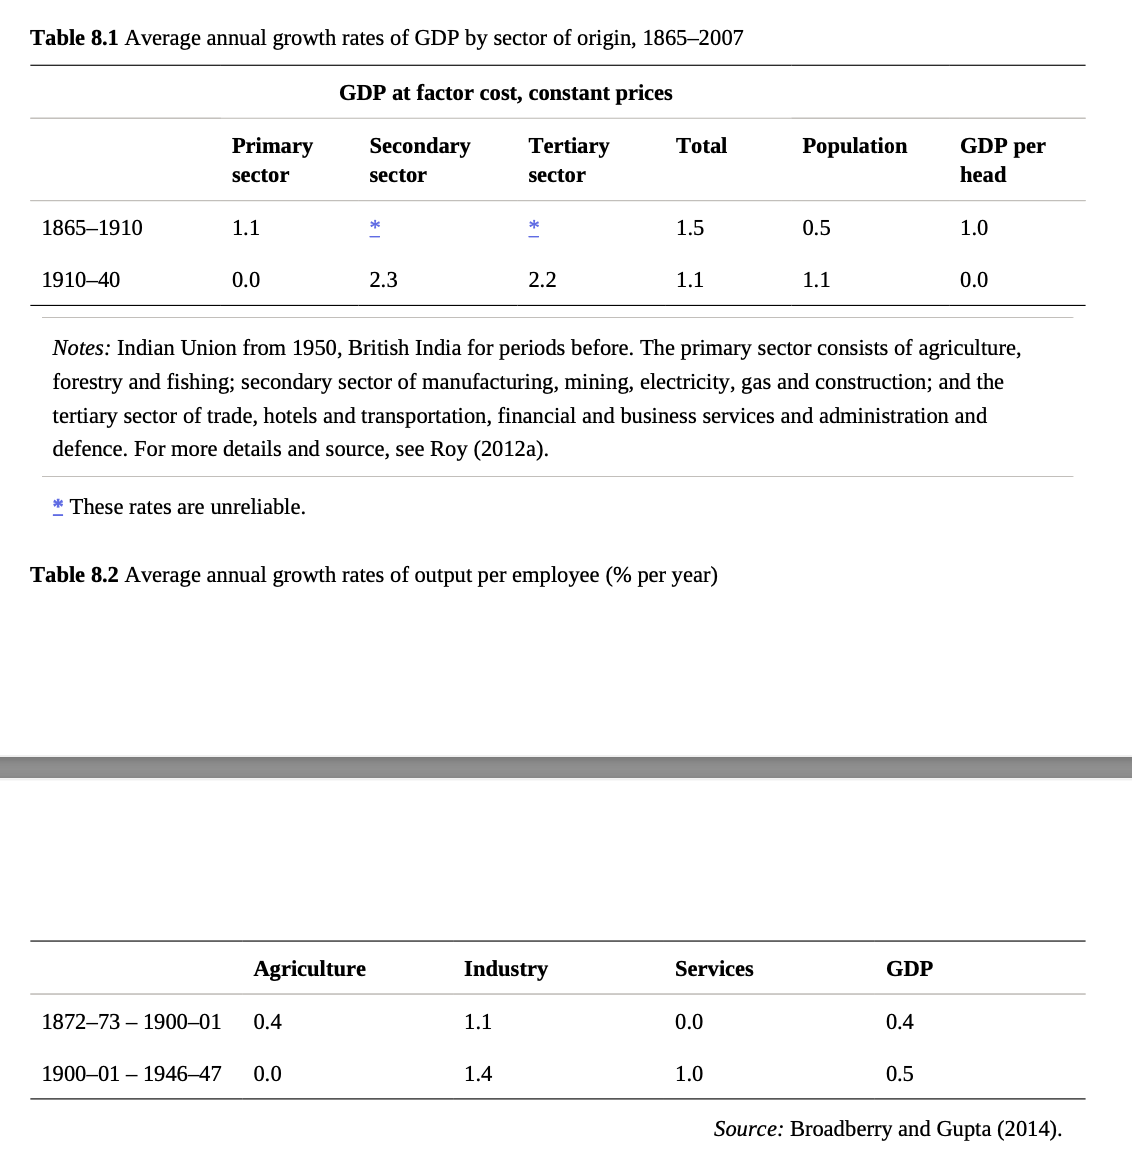 Table 8.1 Average annual growth rates of GDP by sector of origin, 1865–2007
GDP at factor cost, constant prices
Primary sector Secondary sector Tertiary sector Total Population GDP per head
1865–1910 1.1 * * 1.5 0.5 1.0
1910–40 0.0 2.3 2.2 1.1 1.1 0.0
Notes: Indian Union from 1950, British India for periods before. The primary sector consists of agriculture,
forestry and fishing; secondary sector of manufacturing, mining, electricity, gas and construction; and the
tertiary sector of trade, hotels and transportation, financial and business services and administration and
defence. For more details and source, see Roy (2012a).
* These rates are unreliable.
Table 8.2 Average annual growth rates of output per employee (% per year)
Agriculture Industry Services GDP
1872–73 – 1900–01 0.4 1.1 0.0 0.4
1900–01 – 1946–47 0.0 1.4 1.0 0.5
Source: Broadberry and Gupta (2014).